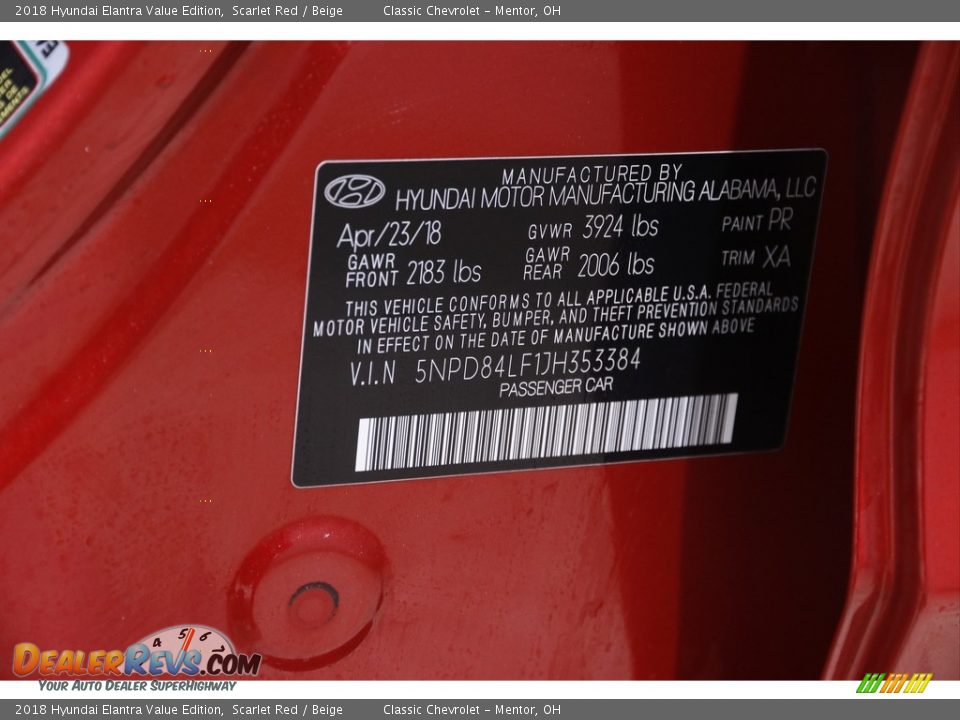 2018 Hyundai Elantra Value Edition, Scarlet Red / Beige Classic Chevrolet - Mentor, OH
MANUFACTURED BY
HYUNDAI MOTOR MANUFACTURING ALABAMA, LLC
Apr/23/18 GVWR 3924 lbs PAINT PR
GAWR FRONT 2183 lbs GAWR REAR 2006 lbs TRIM XA
THIS VEHICLE CONFORMS TO ALL APPLICABLE U.S.A. FEDERAL
MOTOR VEHICLE SAFETY, BUMPER, AND THEFT PREVENTION STANDARDS
IN EFFECT ON THE DATE OF MANUFACTURE SHOWN ABOVE
V.I.N 5NPD84LF1JH353384
PASSENGER CAR
4 5 6
DEALERREVS.COM
YOUR AUTO DEALER SUPERHIGHWAY
2018 Hyundai Elantra Value Edition, Scarlet Red / Beige Classic Chevrolet - Mentor, OH